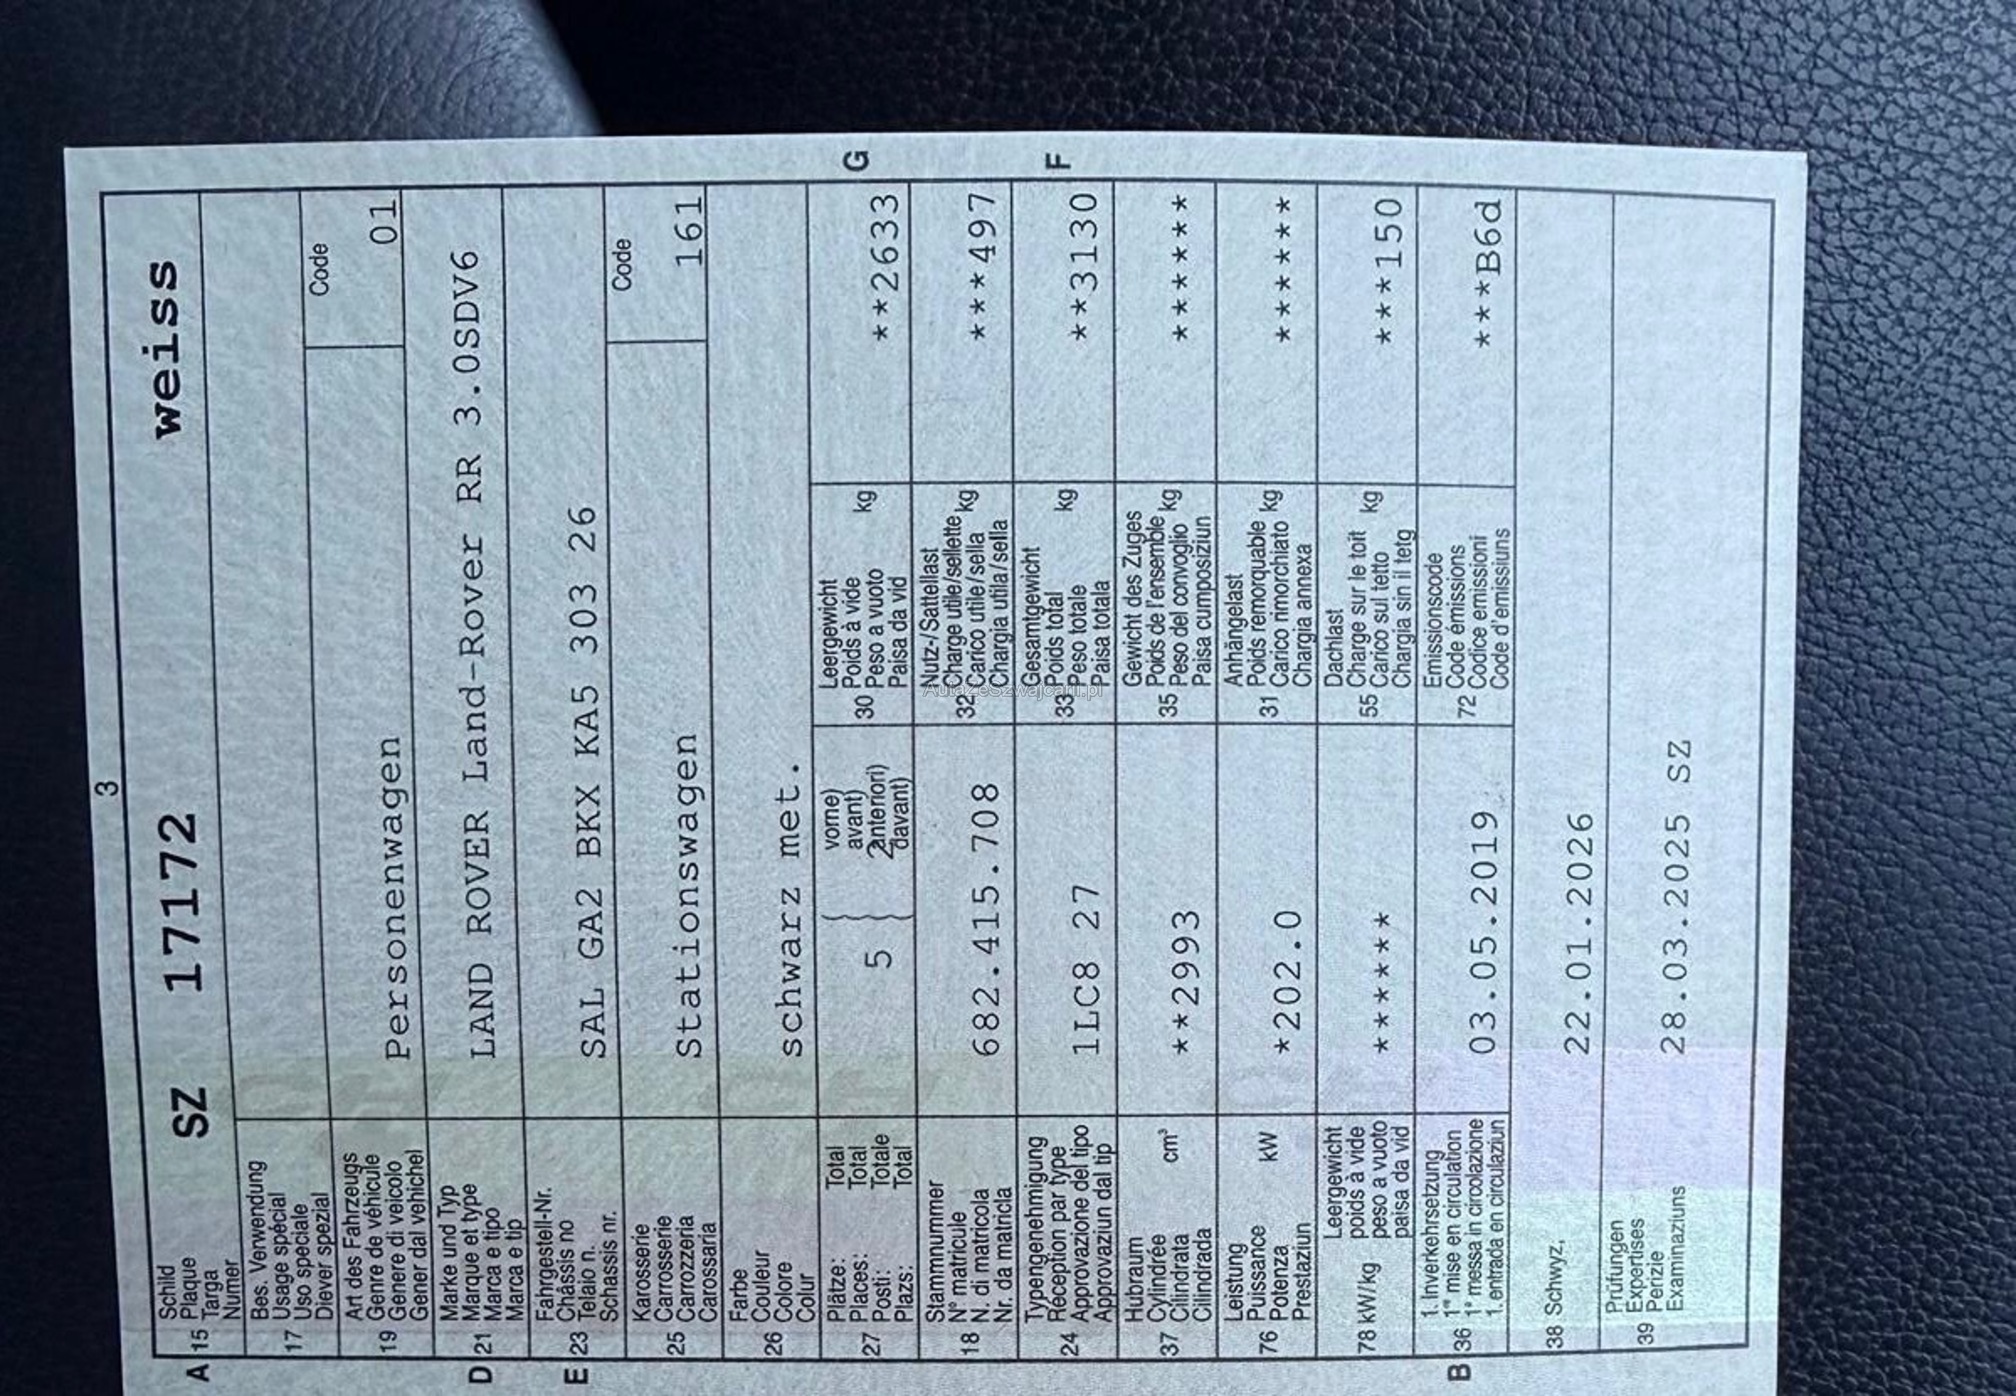 3
A 15 Schild
Plaque
Targa
Numer
SZ 17172 weiss
17 Bes. Verwendung
Usage spécial
Uso speciale
Diever spezial
19 Art des Fahrzeugs
Genre de véhicule
Genere di veicolo
Gener dal vehichel
Personenwagen
Code
01
D 21 Marke und Typ
Marque et type
Marca e tipo
Marca e tip
LAND ROVER Land-Rover RR 3.0SDV6
E 23 Fahrgestell-Nr.
Châssis no
Telaio n.
Schassis nr.
SAL GA2 BKX KA5 303 26
25 Karosserie
Carrosserie
Carrozzeria
Carossaria
Stationswagen
Code
161
26 Farbe
Couleur
Colore
Colur
schwarz met.
27 Plätze: Total
Places: Total
Posti: Totale
Plazs: Total
5
vorne)
avant)
anteriori)
davant)
2
30 Leergewicht
Poids à vide
Peso a vuoto
Paisa da vid
kg
**2633
G
18 Stammnummer
N° matricule
N. di matricola
Nr. da matricla
682.415.708
32 Nutz-/Sattellast
Charge utile/sellette
Carico utile/sella
Chargia utila/sella
kg
***497
24 Typengenehmigung
Réception par type
Approvazione del tipo
Approvaziun dal tip
1LC8 27
33 Gesamtgewicht
Poids total
Peso totale
Paisa totala
kg
**3130
F
37 Hubraum
Cylindrée
Cilindrata
Cilindrada
cm³
**2993
35 Gewicht des Zuges
Poids de l'ensemble
Peso del convoglio
Paisa cumposiziun
kg
******
76 Leistung
Puissance
Potenza
Prestaziun
kW
*202.0
31 Anhängelast
Poids remorquable
Carico rimorchiato
Chargia annexa
kg
******
78 kW/kg Leergewicht
poids à vide
peso a vuoto
paisa da vid
******
55 Dachlast
Charge sur le toit
Carico sul tetto
Chargia sin il tetg
kg
***150
B 36 1. Inverkehrsetzung
1re mise en circulation
1a messa in circolazione
1. entrada en circulaziun
03.05.2019
72 Emissionscode
Code émissions
Codice emissioni
Code d'emissiuns
***B6d
38 Schwyz,
22.01.2026
39 Prüfungen
Expertises
Perizie
Examinaziuns
28.03.2025 SZ
AutazeSzwajcarii.pl